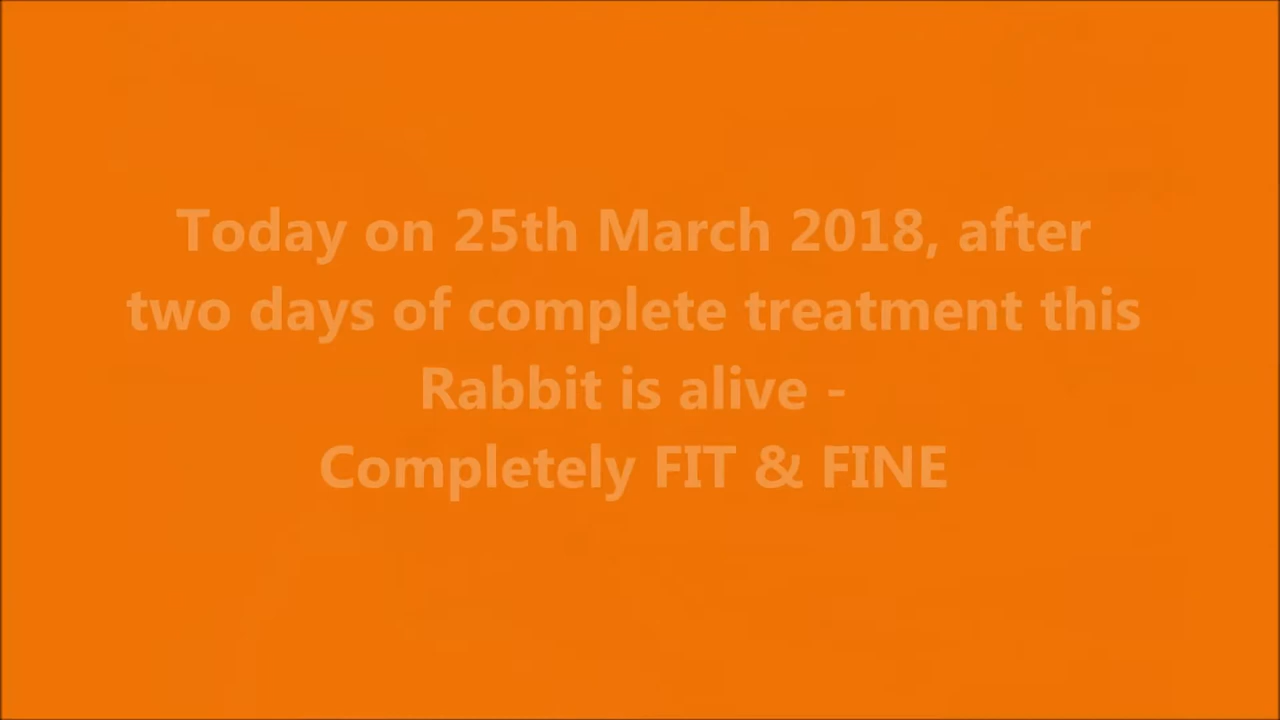 Today on 25th March 2018, after
two days of complete treatment this
Rabbit is alive -
Completely FIT & FINE